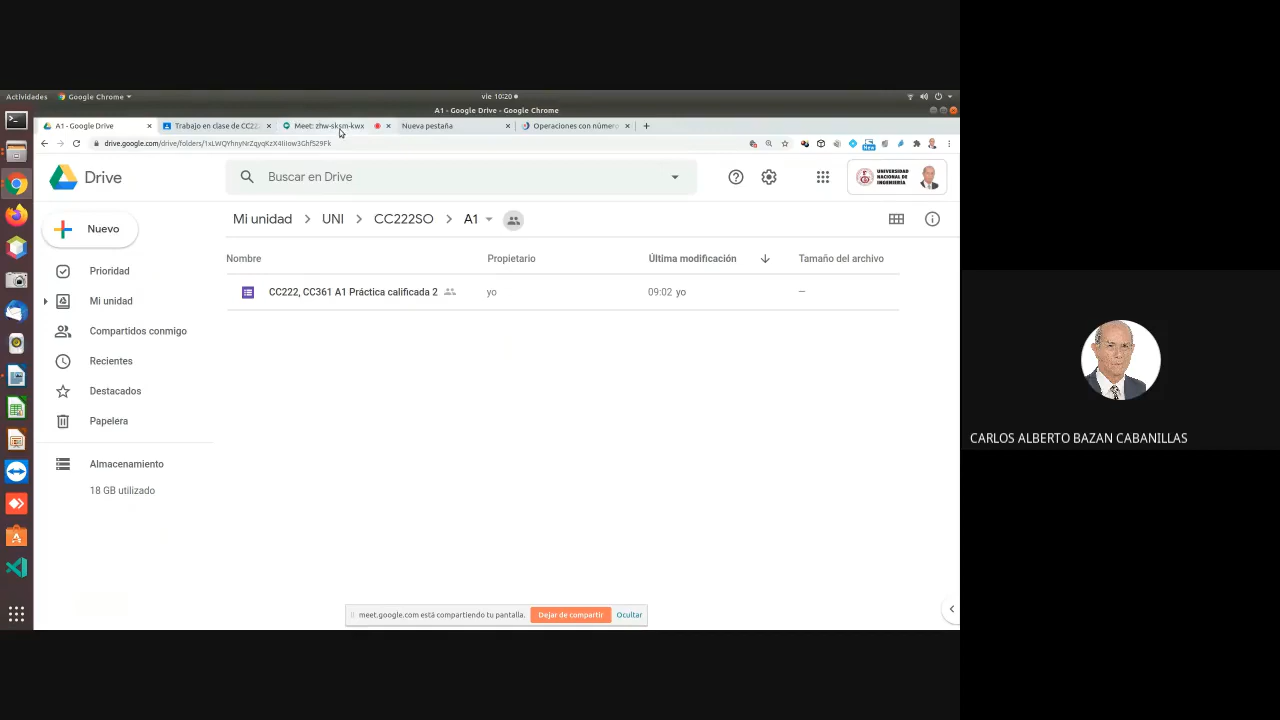 Actividades
Google Chrome
vie 10:20
A1 - Google Drive - Google Chrome
A1 - Google Drive
Trabajo en clase de CC22
Meet: zhw-sksm-kwx
Nueva pestaña
Operaciones con númer
Drive
Buscar en Drive
UNIVERSIDAD
NACIONAL DE
INGENIERÍA
Nuevo
Mi unidad > UNI > CC222SO > A1
Nombre
Propietario
Última modificación
Tamaño del archivo
CC222, CC361 A1 Práctica calificada 2
yo
09:02 yo
—
Prioridad
Mi unidad
Compartidos conmigo
Recientes
Destacados
Papelera
Almacenamiento
18 GB utilizado
CARLOS ALBERTO BAZAN CABANILLAS
meet.google.com está compartiendo tu pantalla.
Dejar de compartir
Ocultar